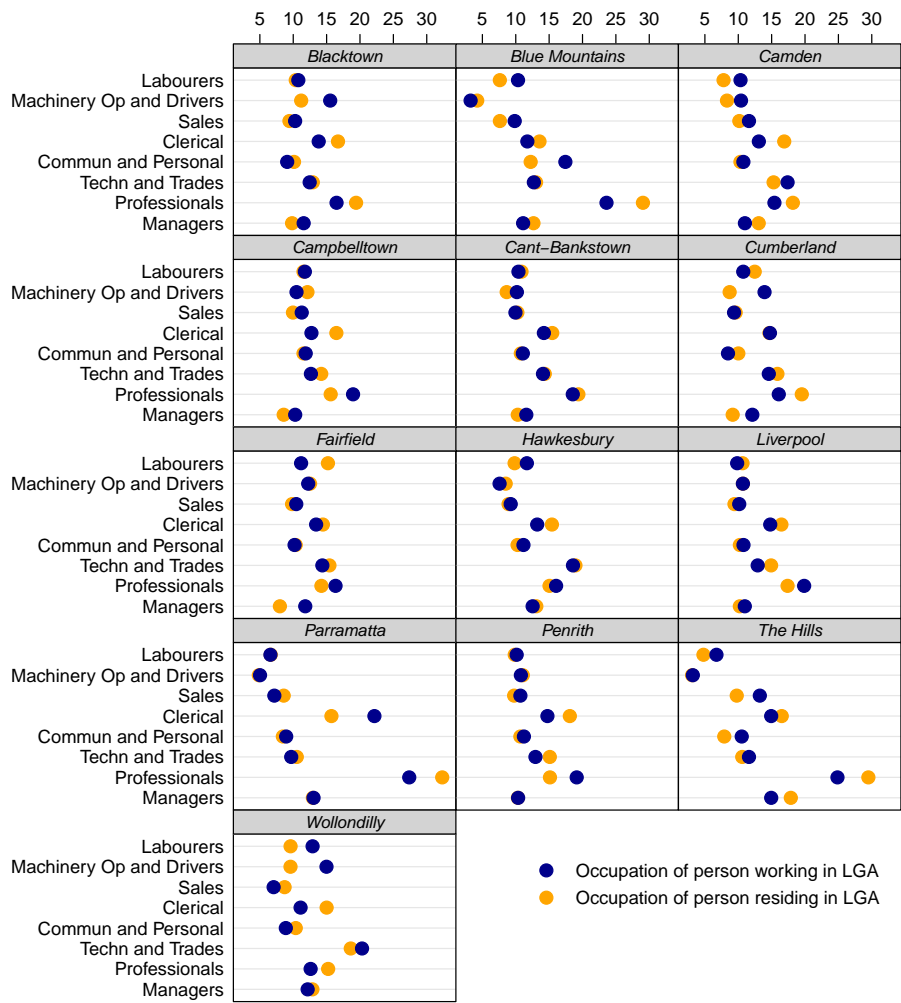 5 10 15 20 25 30 5 10 15 20 25 30 5 10 15 20 25 30
Blacktown Blue Mountains Camden
Labourers
Machinery Op and Drivers
Sales
Clerical
Commun and Personal
Techn and Trades
Professionals
Managers
Campbelltown Cant−Bankstown Cumberland
Labourers
Machinery Op and Drivers
Sales
Clerical
Commun and Personal
Techn and Trades
Professionals
Managers
Fairfield Hawkesbury Liverpool
Labourers
Machinery Op and Drivers
Sales
Clerical
Commun and Personal
Techn and Trades
Professionals
Managers
Parramatta Penrith The Hills
Labourers
Machinery Op and Drivers
Sales
Clerical
Commun and Personal
Techn and Trades
Professionals
Managers
Wollondilly
Labourers
Machinery Op and Drivers
Sales
Clerical
Commun and Personal
Techn and Trades
Professionals
Managers
Occupation of person working in LGA
Occupation of person residing in LGA